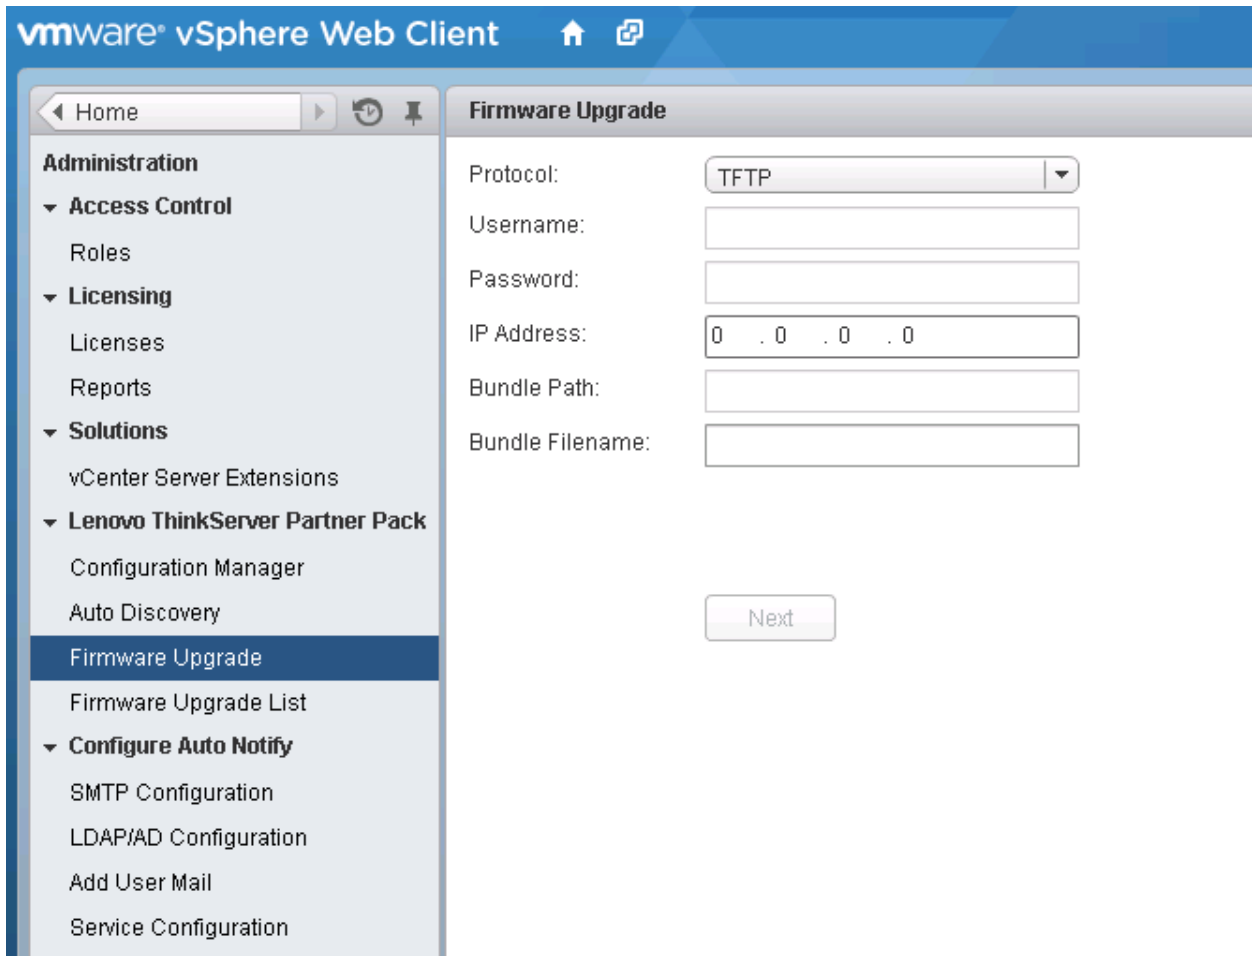 vmware® vSphere Web Client
Home
Administration
Access Control
Roles
Licensing
Licenses
Reports
Solutions
vCenter Server Extensions
Lenovo ThinkServer Partner Pack
Configuration Manager
Auto Discovery
Firmware Upgrade
Firmware Upgrade List
Configure Auto Notify
SMTP Configuration
LDAP/AD Configuration
Add User Mail
Service Configuration
Firmware Upgrade
Protocol: TFTP
Username:
Password:
IP Address: 0 . 0 . 0 . 0
Bundle Path:
Bundle Filename:
Next